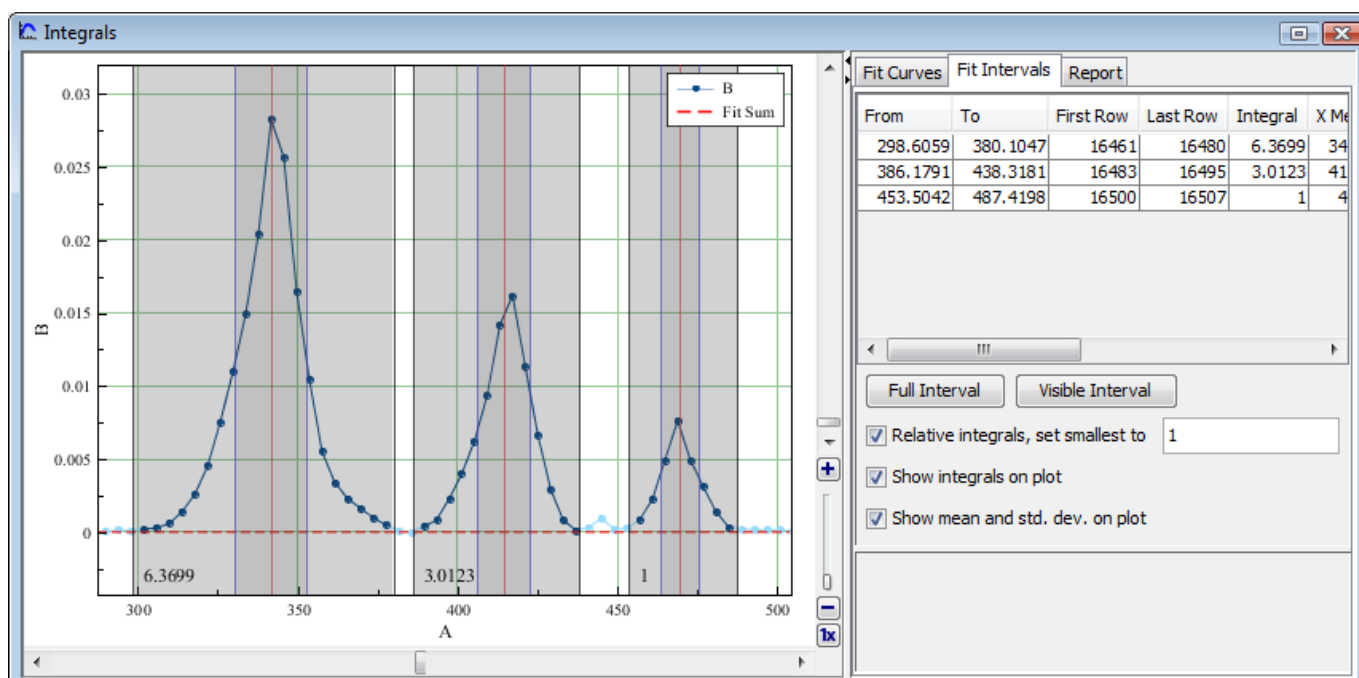 Integrals
B
Fit Sum
0.03
0.025
0.02
0.015
0.01
0.005
0
B
6.3699
3.0123
1
300
350
400
450
500
A
1x
Fit Curves Fit Intervals Report
From To First Row Last Row Integral X Me
298.6059 380.1047 16461 16480 6.3699 34
386.1791 438.3181 16483 16495 3.0123 41
453.5042 487.4198 16500 16507 1 4
Full Interval Visible Interval
Relative integrals, set smallest to 1
Show integrals on plot
Show mean and std. dev. on plot